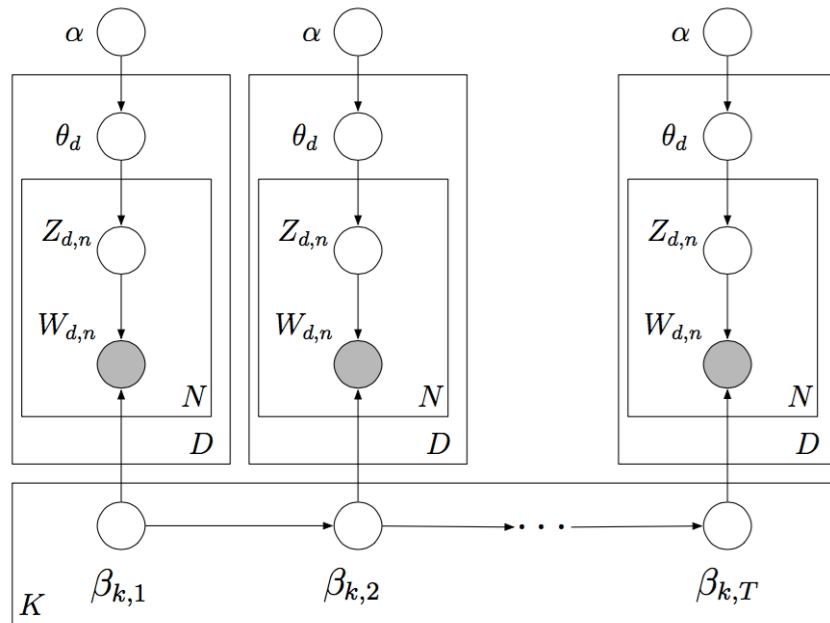 α α α
θ_d θ_d θ_d
Z_{d,n} Z_{d,n} Z_{d,n}
W_{d,n} W_{d,n} W_{d,n}
N N N
D D D
· · ·
K β_{k,1} β_{k,2} β_{k,T}